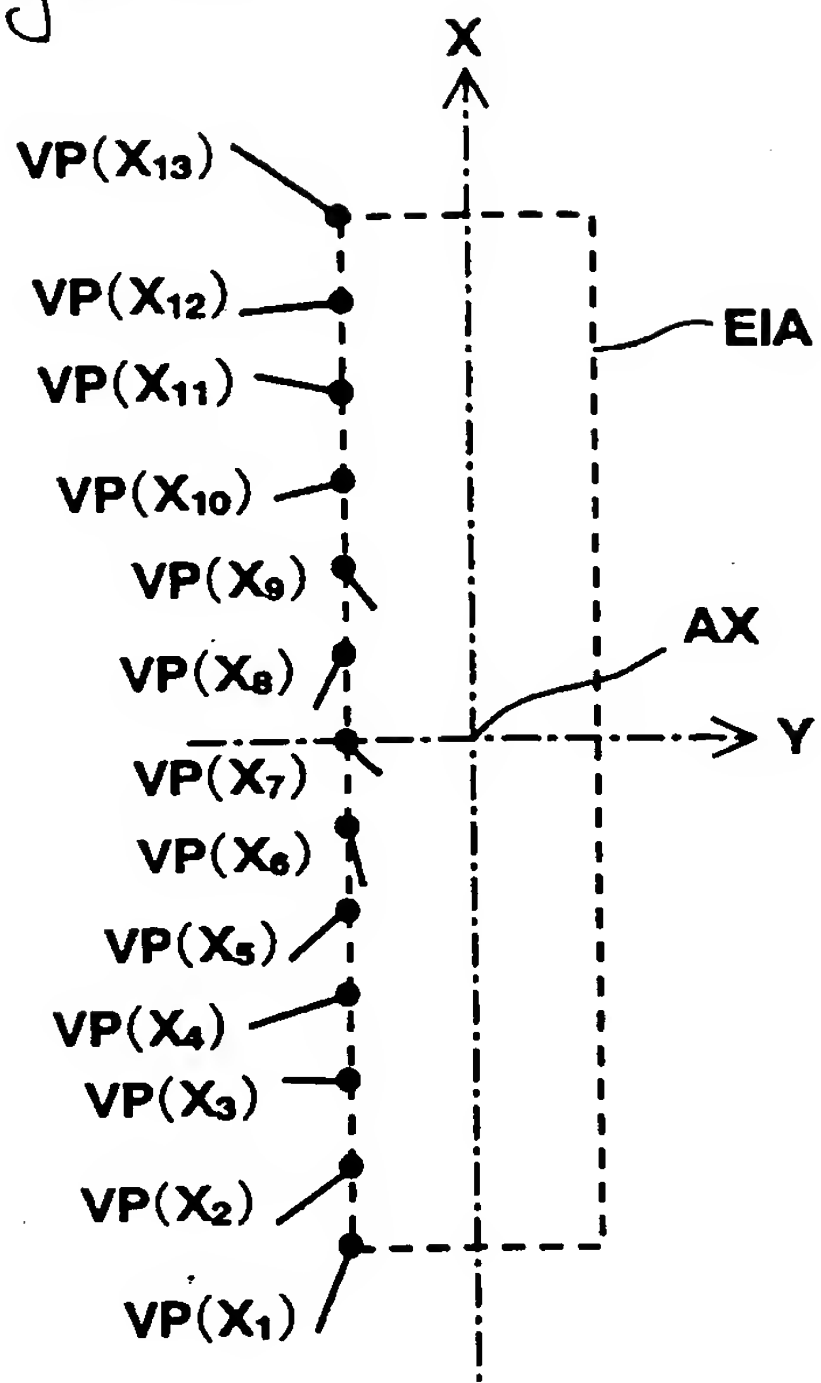 X
VP(X₁₃)
VP(X₁₂)
EIA
VP(X₁₁)
VP(X₁₀)
VP(X₉)
AX
VP(X₈)
Y
VP(X₇)
VP(X₆)
VP(X₅)
VP(X₄)
VP(X₃)
VP(X₂)
VP(X₁)